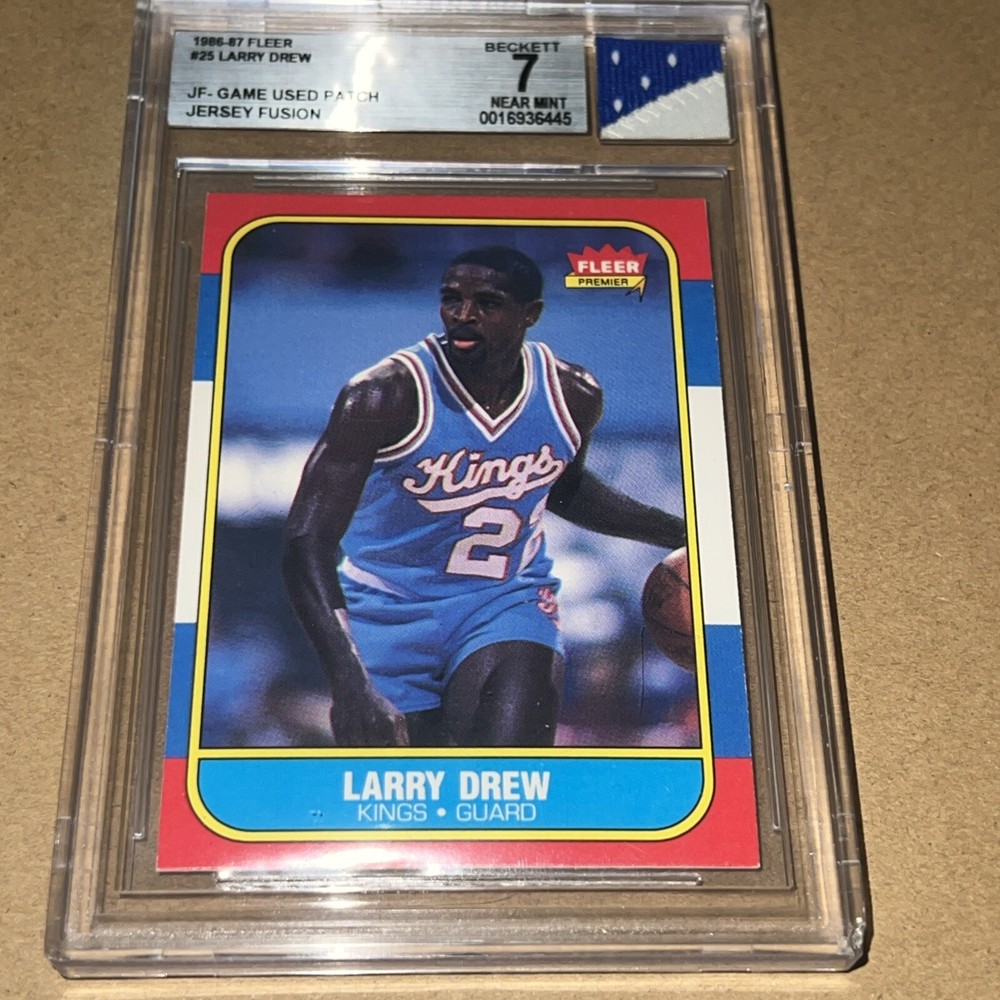 1986-87 FLEER
#25 LARRY DREW
JF- GAME USED PATCH
JERSEY FUSION
BECKETT
7
NEAR MINT
0016936445
FLEER
PREMIER
Kings
22
LARRY DREW
KINGS • GUARD